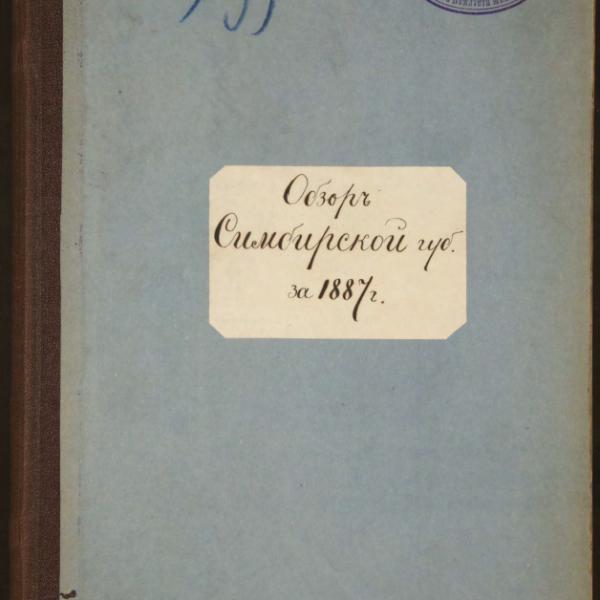 Обзоръ
Симбирской губ.
за 1887 г.